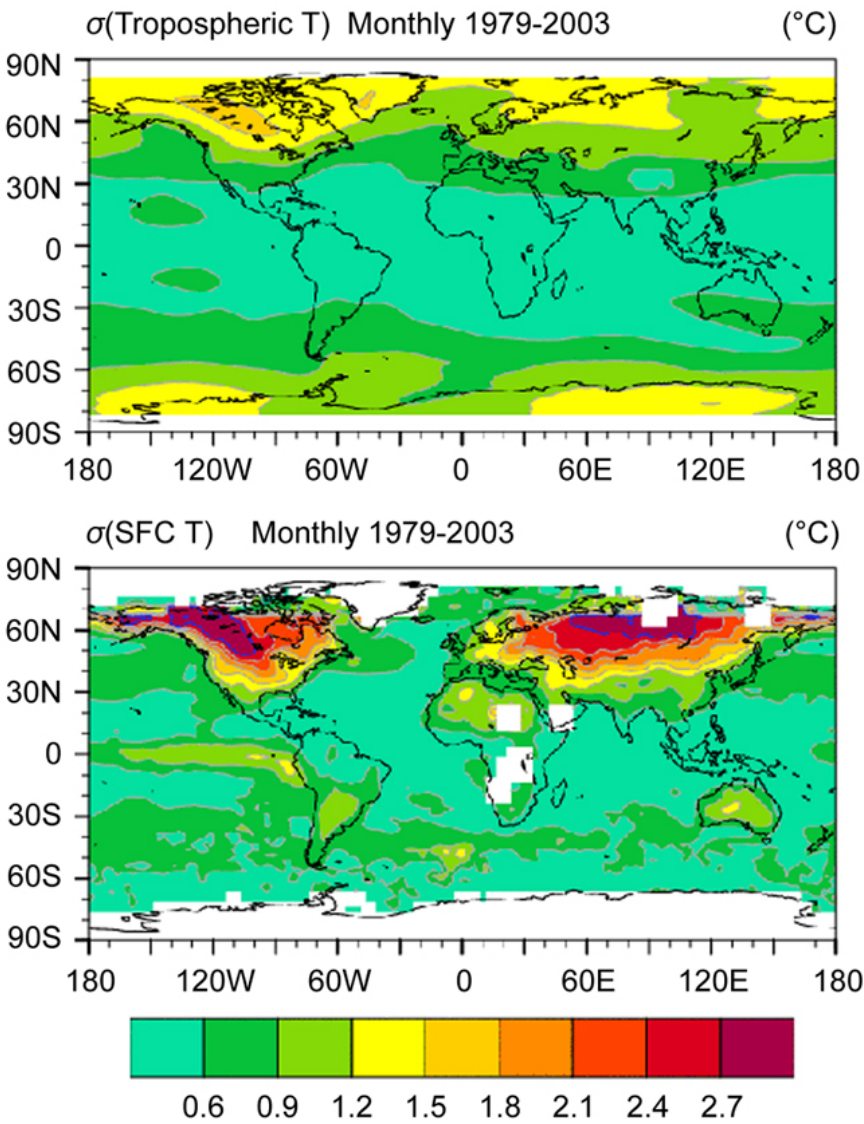 σ(Tropospheric T) Monthly 1979-2003 (°C)
90N
60N
30N
0
30S
60S
90S
180 120W 60W 0 60E 120E 180
σ(SFC T) Monthly 1979-2003 (°C)
90N
60N
30N
0
30S
60S
90S
180 120W 60W 0 60E 120E 180
0.6 0.9 1.2 1.5 1.8 2.1 2.4 2.7